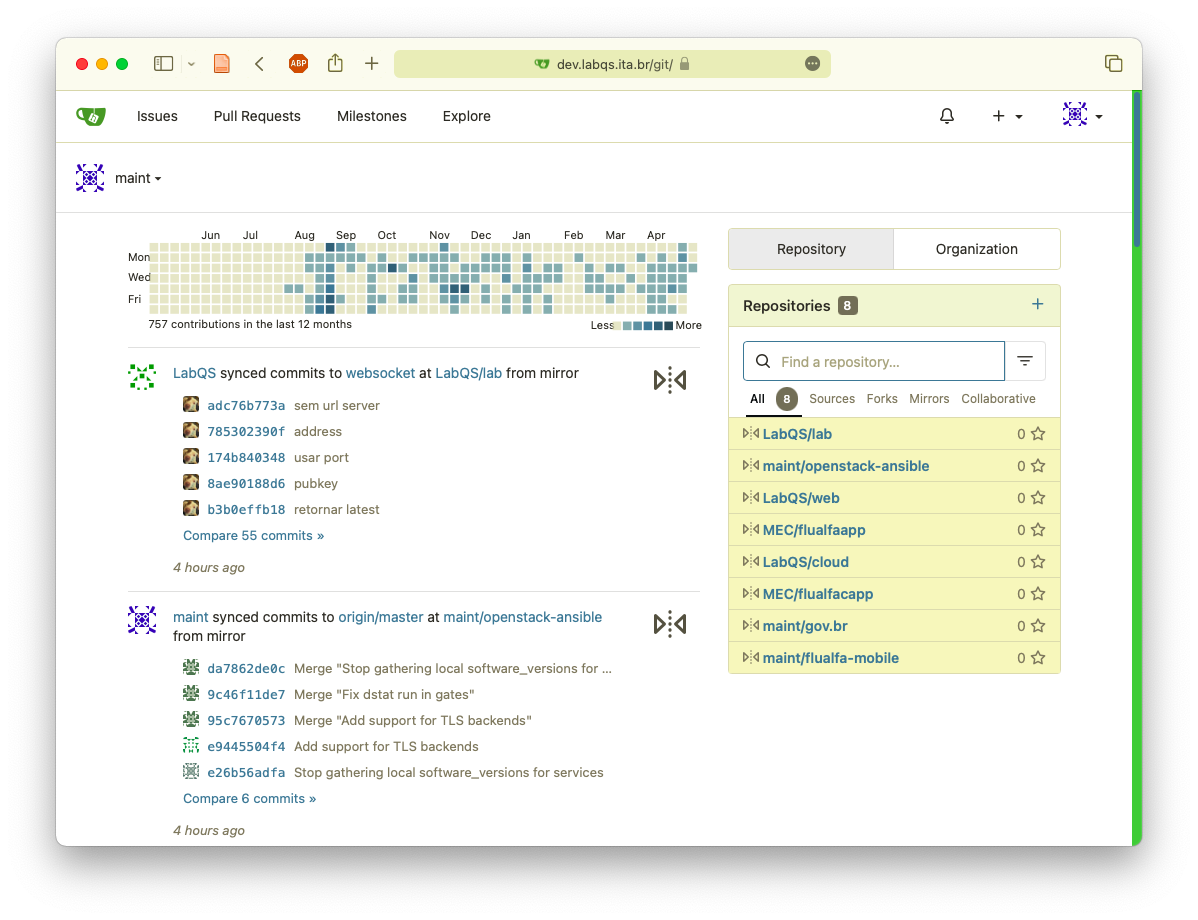 ABP
dev.labqs.ita.br/git/
Issues
Pull Requests
Milestones
Explore
maint
Jun Jul Aug Sep Oct Nov Dec Jan Feb Mar Apr
Mon
Wed
Fri
757 contributions in the last 12 months
Less More
LabQS synced commits to websocket at LabQS/lab from mirror
adc76b773a sem url server
785302390f address
174b840348 usar port
8ae90188d6 pubkey
b3b0effb18 retornar latest
Compare 55 commits »
4 hours ago
maint synced commits to origin/master at maint/openstack-ansible
from mirror
da7862de0c Merge "Stop gathering local software_versions for ...
9c46f11de7 Merge "Fix dstat run in gates"
95c7670573 Merge "Add support for TLS backends"
e9445504f4 Add support for TLS backends
e26b56adfa Stop gathering local software_versions for services
Compare 6 commits »
4 hours ago
Repository
Organization
Repositories 8
Find a repository...
All 8 Sources Forks Mirrors Collaborative
LabQS/lab 0
maint/openstack-ansible 0
LabQS/web 0
MEC/flualfaapp 0
LabQS/cloud 0
MEC/flualfacapp 0
maint/gov.br 0
maint/flualfa-mobile 0